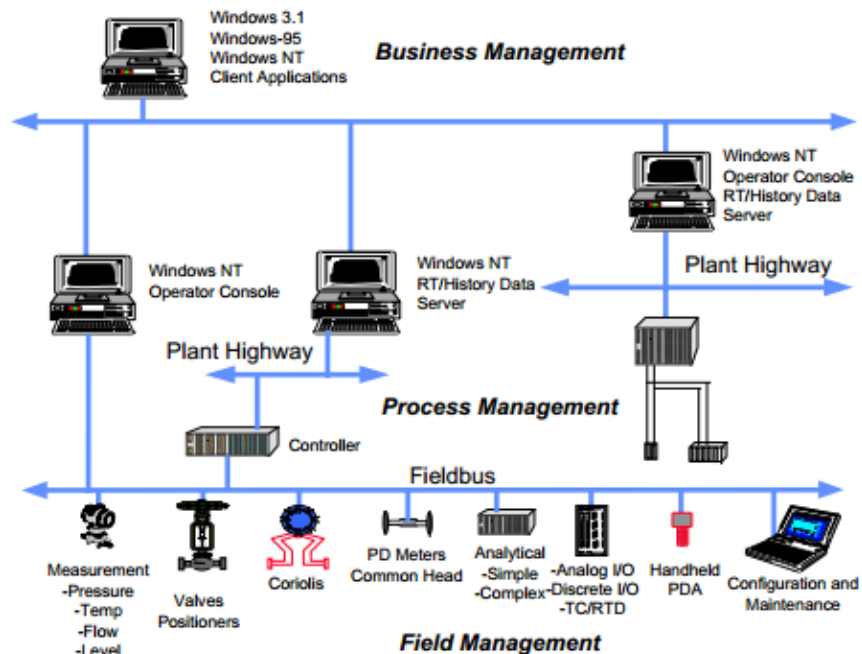 Windows 3.1
Windows-95
Windows NT
Client Applications
Business Management
Windows NT
Operator Console
RT/History Data
Server
Windows NT
Operator Console
Windows NT
RT/History Data
Server
Plant Highway
Plant Highway
Process Management
Controller
Fieldbus
Measurement
-Pressure
-Temp
-Flow
-Level
Valves
Positioners
Coriolis
PD Meters
Common Head
Analytical
-Simple
-Complex
-Analog I/O
-Discrete I/O
-TC/RTD
Handheld
PDA
Configuration and
Maintenance
Field Management